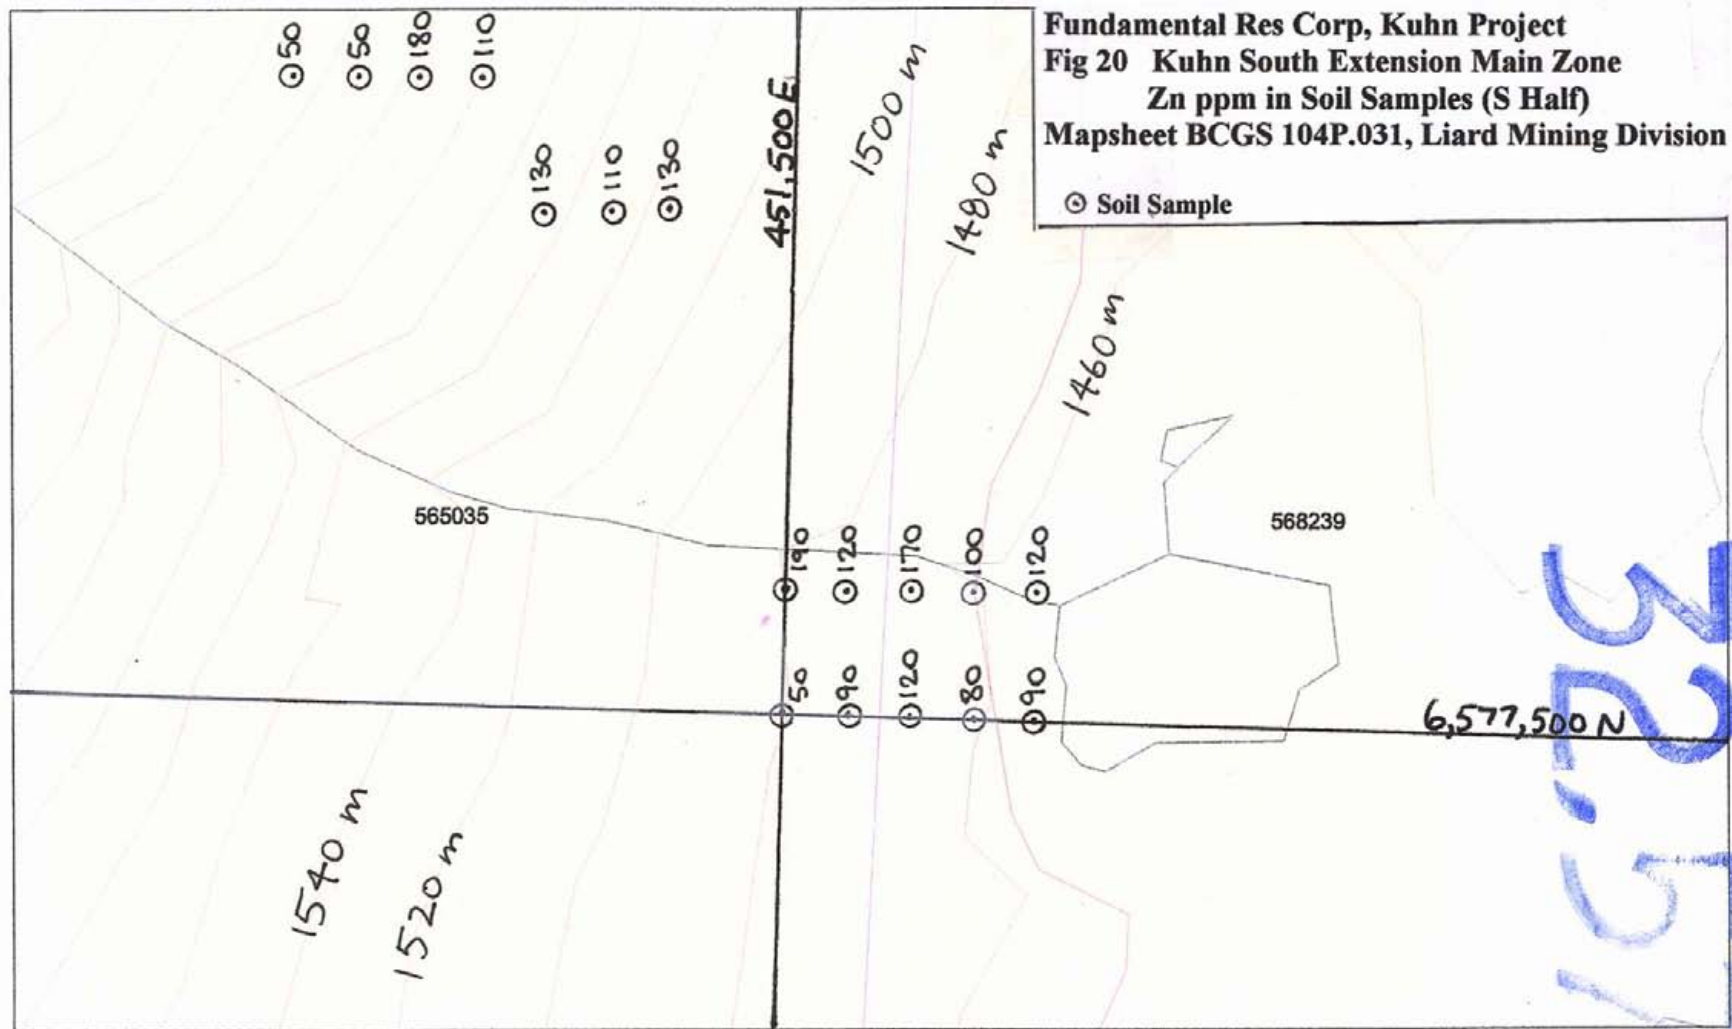 Fundamental Res Corp, Kuhn Project
Fig 20 Kuhn South Extension Main Zone
Zn ppm in Soil Samples (S Half)
Mapsheet BCGS 104P.031, Liard Mining Division
⊙ Soil Sample
50
50
180
110
130
110
130
451,500E
1500 m
1480 m
1460 m
565035
568239
190
120
170
100
120
50
90
120
80
90
6,577,500 N
1540 m
1520 m